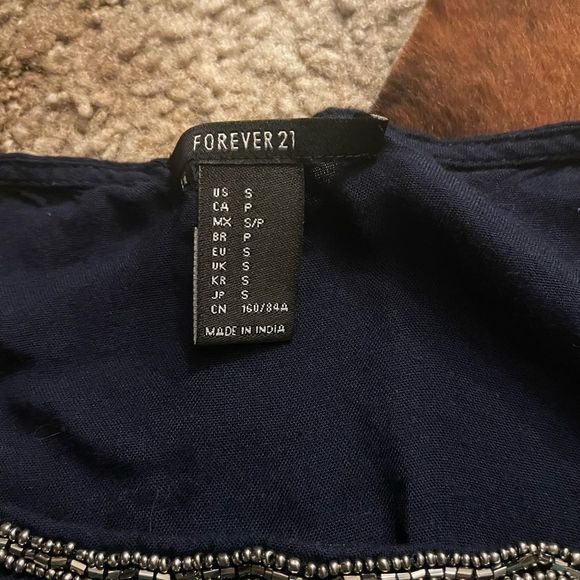 FOREVER 21
US S
CA P
MX S/P
BR P
EU S
UK S
KR S
JP S
CN 160/84A
MADE IN INDIA